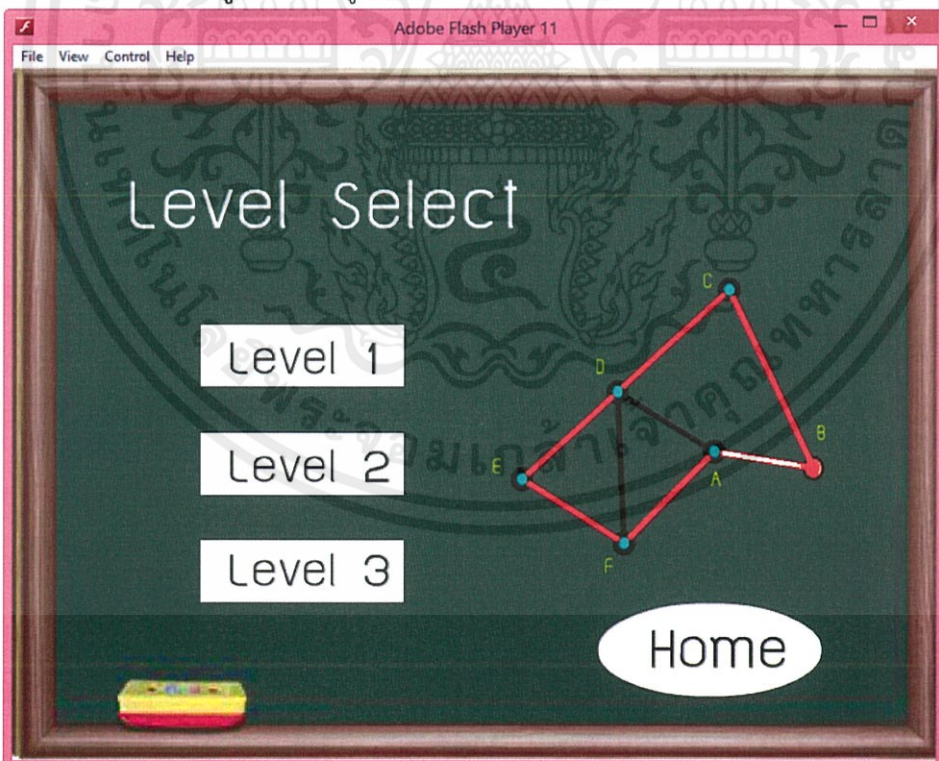 Adobe Flash Player 11
File View Control Help
Level Select
C
Level 1
D
B
Level 2
E
A
Level 3
F
Home